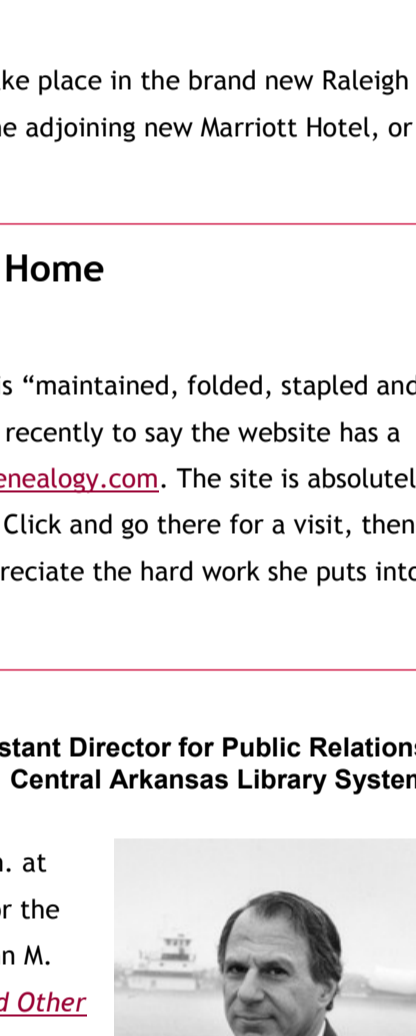 ke place in the brand new Raleigh
e adjoining new Marriott Hotel, or
Home
is “maintained, folded, stapled and
recently to say the website has a
enealogy.com. The site is absolutel
Click and go there for a visit, then
reciate the hard work she puts into
stant Director for Public Relations
Central Arkansas Library System
. at
r the
n M.
d Other